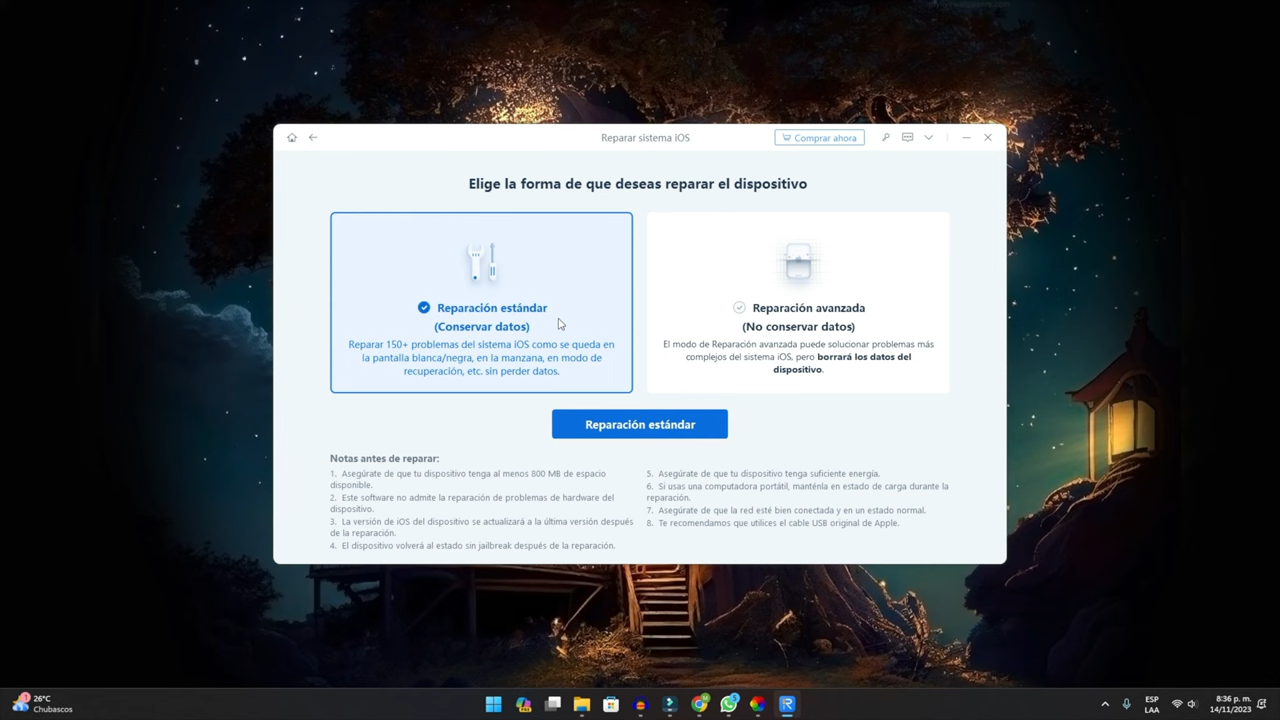 Reparar sistema iOS
Comprar ahora
Elige la forma de que deseas reparar el dispositivo
Reparación estándar
(Conservar datos)
Reparar 150+ problemas del sistema iOS como se queda en
la pantalla blanca/negra, en la manzana, en modo de
recuperación, etc. sin perder datos.
Reparación avanzada
(No conservar datos)
El modo de Reparación avanzada puede solucionar problemas más
complejos del sistema iOS, pero borrará los datos del
dispositivo.
Reparación estándar
Notas antes de reparar:
1. Asegúrate de que tu dispositivo tenga al menos 800 MB de espacio
disponible.
2. Este software no admite la reparación de problemas de hardware del
dispositivo.
3. La versión de iOS del dispositivo se actualizará a la última versión después
de la reparación.
4. El dispositivo volverá al estado sin jailbreak después de la reparación.
5. Asegúrate de que tu dispositivo tenga suficiente energía.
6. Si usas una computadora portátil, manténla en estado de carga durante la
reparación.
7. Asegúrate de que la red esté bien conectada y en un estado normal.
8. Te recomendamos que utilices el cable USB original de Apple.
1
26°C
Chubascos
ESP
LAA
8:36 p. m.
14/11/2023